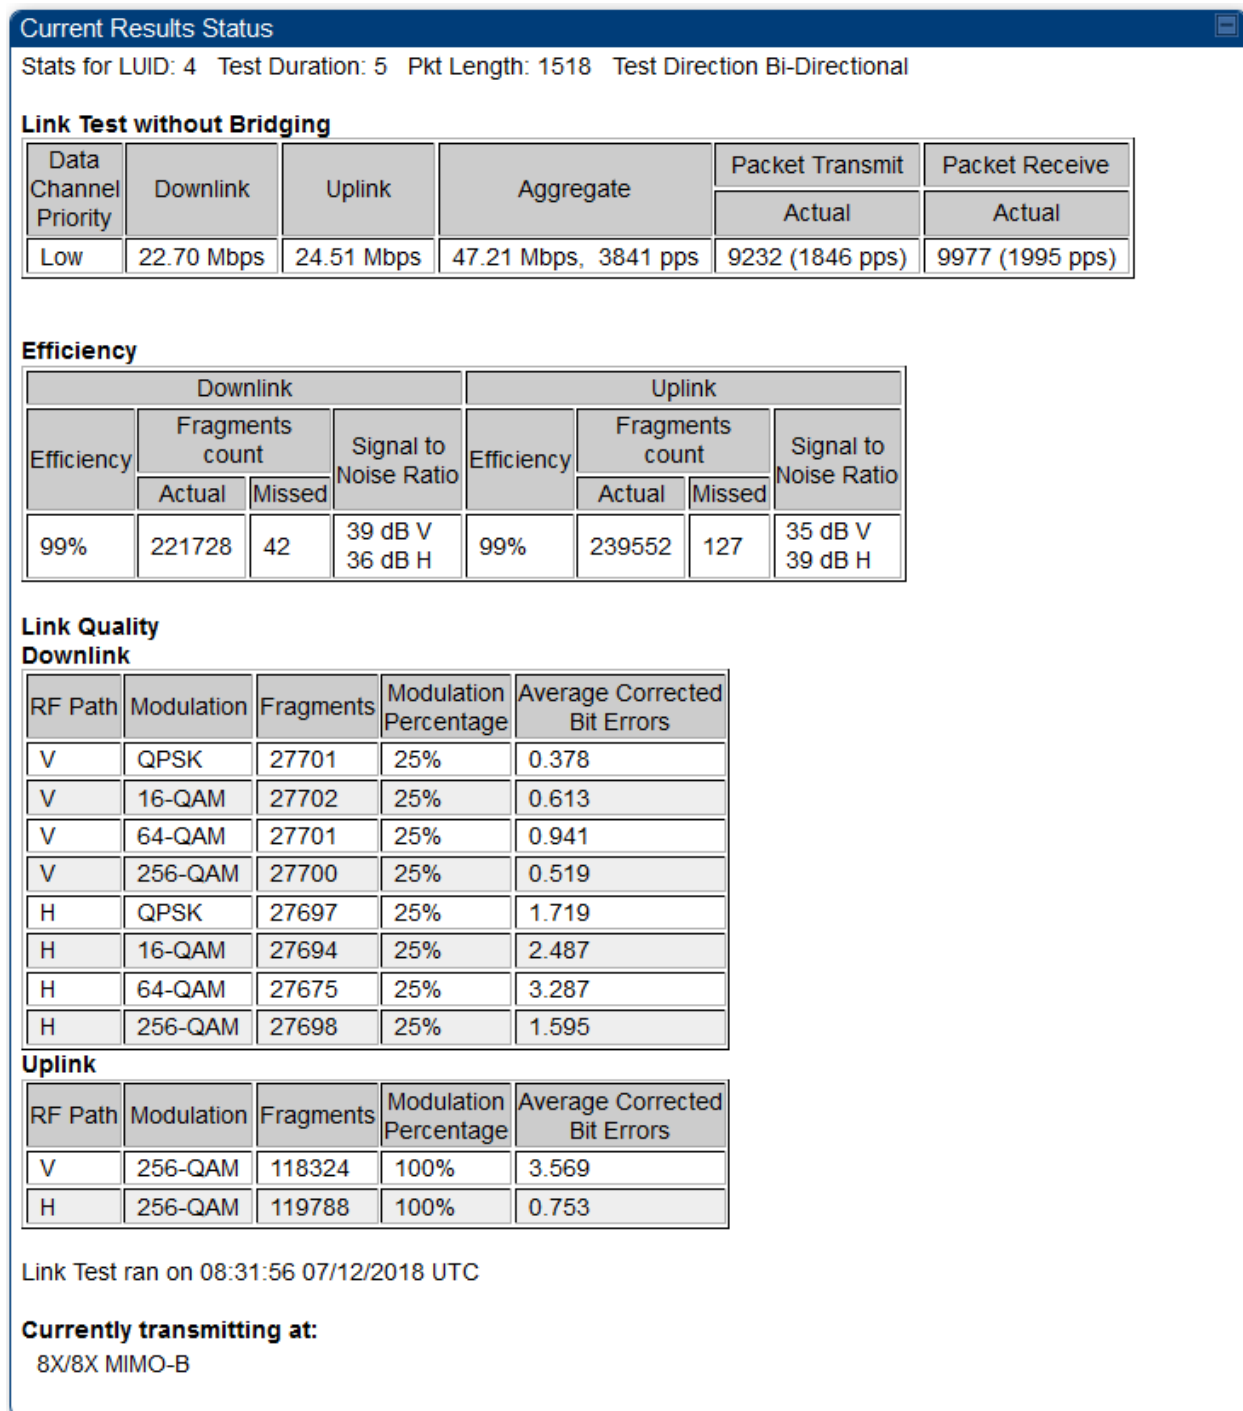 Current Results Status
Stats for LUID: 4 Test Duration: 5 Pkt Length: 1518 Test Direction Bi-Directional
Link Test without Bridging
Data Channel Priority Downlink Uplink Aggregate Packet Transmit Packet Receive
Actual Actual
Low 22.70 Mbps 24.51 Mbps 47.21 Mbps, 3841 pps 9232 (1846 pps) 9977 (1995 pps)
Efficiency
Downlink Uplink
Efficiency Fragments count Signal to Noise Ratio Efficiency Fragments count Signal to Noise Ratio
Actual Missed Actual Missed
99% 221728 42 39 dB V 36 dB H 99% 239552 127 35 dB V 39 dB H
Link Quality
Downlink
RF Path Modulation Fragments Modulation Percentage Average Corrected Bit Errors
V QPSK 27701 25% 0.378
V 16-QAM 27702 25% 0.613
V 64-QAM 27701 25% 0.941
V 256-QAM 27700 25% 0.519
H QPSK 27697 25% 1.719
H 16-QAM 27694 25% 2.487
H 64-QAM 27675 25% 3.287
H 256-QAM 27698 25% 1.595
Uplink
RF Path Modulation Fragments Modulation Percentage Average Corrected Bit Errors
V 256-QAM 118324 100% 3.569
H 256-QAM 119788 100% 0.753
Link Test ran on 08:31:56 07/12/2018 UTC
Currently transmitting at:
8X/8X MIMO-B